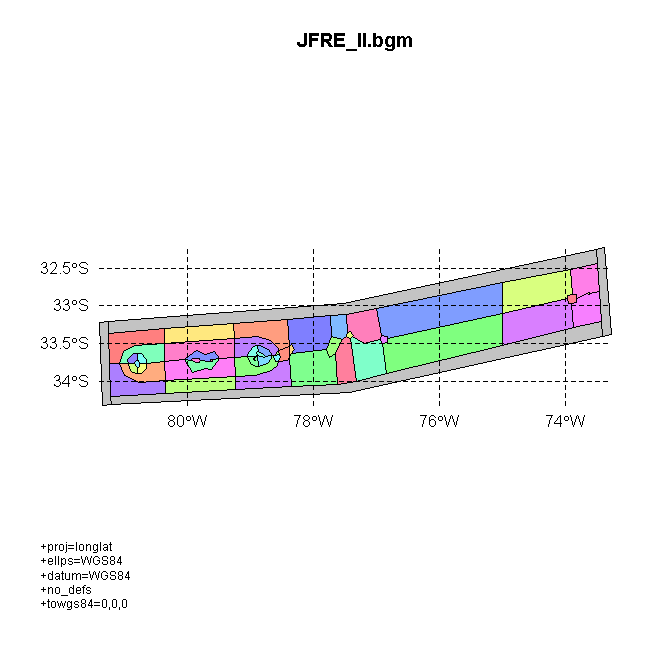 JFRE_II.bgm
32.5°S
33°S
33.5°S
34°S
80°W
78°W
76°W
74°W
+proj=longlat
+ellps=WGS84
+datum=WGS84
+no_defs
+towgs84=0,0,0